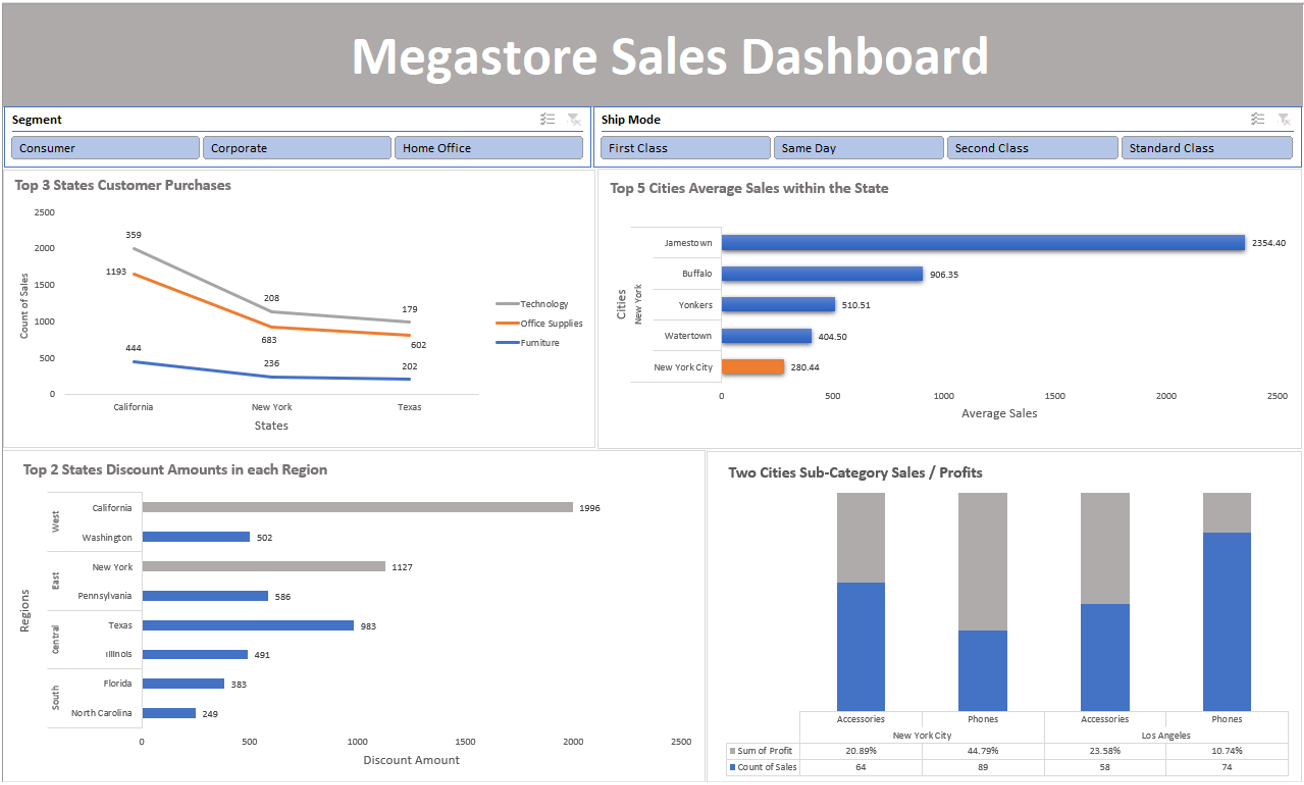 Megastore Sales Dashboard
Segment
Consumer Corporate Home Office
Ship Mode
First Class Same Day Second Class Standard Class
Top 3 States Customer Purchases
2500
2000
1500
1000
500
0
Count of Sales
359
1193
444
208
683
236
179
602
202
California New York Texas
States
Technology
Office Supplies
Furniture
Top 5 Cities Average Sales within the State
Cities
New York
Jamestown 2354.40
Buffalo 906.35
Yonkers 510.51
Watertown 404.50
New York City 280.44
0 500 1000 1500 2000 2500
Average Sales
Top 2 States Discount Amounts in each Region
Regions
West
California 1996
Washington 502
East
New York 1127
Pennsylvania 586
Central
Texas 983
Illinois 491
South
Florida 383
North Carolina 249
0 500 1000 1500 2000 2500
Discount Amount
Two Cities Sub-Category Sales / Profits
Accessories Phones Accessories Phones
New York City Los Angeles
Sum of Profit 20.89% 44.79% 23.58% 10.74%
Count of Sales 64 89 58 74